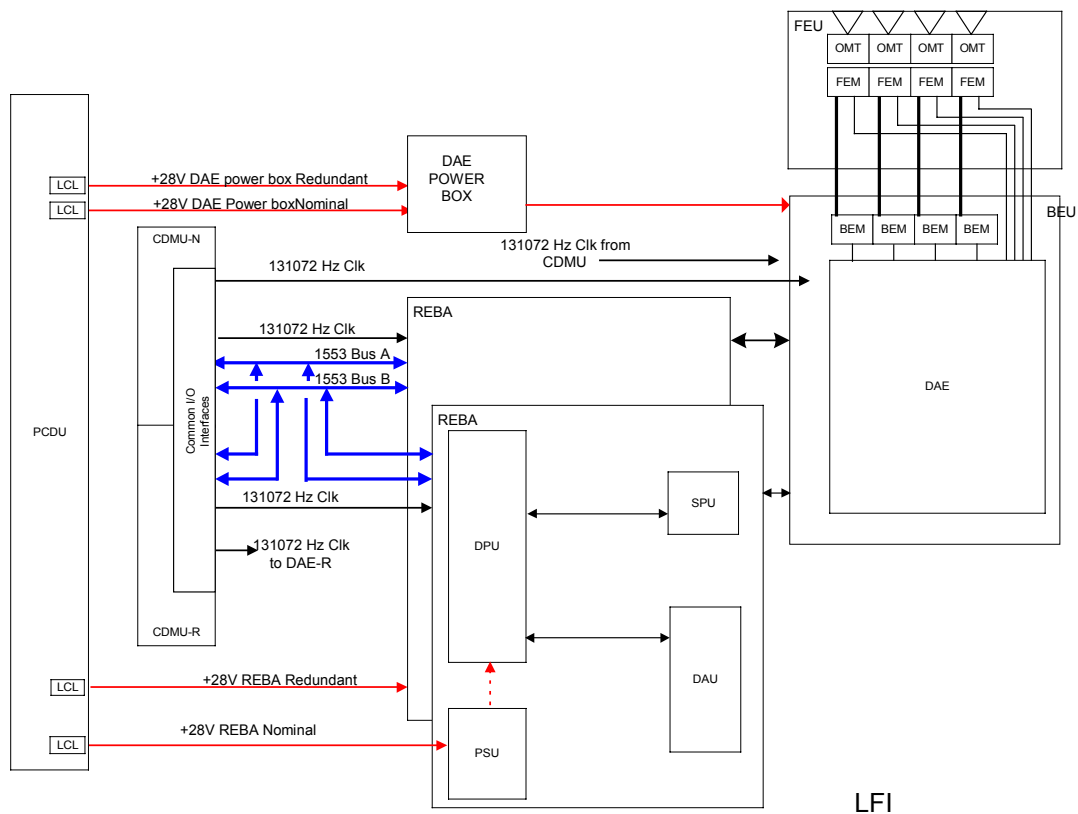 FEU
OMT OMT OMT OMT
FEM FEM FEM FEM
DAE
POWER
BOX
LCL
+28V DAE power box Redundant
LCL
+28V DAE Power boxNominal
BEU
BEM BEM BEM BEM
CDMU-N
131072 Hz Clk from
CDMU
131072 Hz Clk
REBA
131072 Hz Clk
1553 Bus A
1553 Bus B
DAE
PCDU
Common I/O
Interfaces
REBA
131072 Hz Clk
SPU
DPU
131072 Hz Clk
to DAE-R
CDMU-R
DAU
LCL
+28V REBA Redundant
LCL
+28V REBA Nominal
PSU
LFI